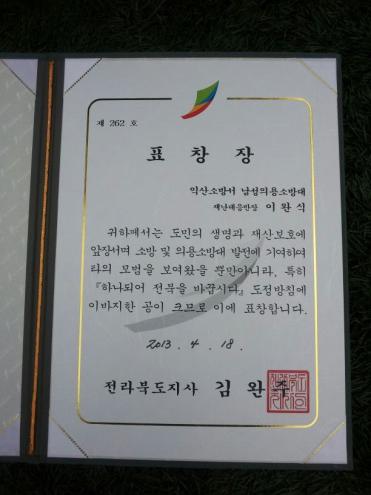 제 262 호
표창장
익산소방서 남성의용소방대
재난대응반장 이완식
귀하께서는 도민의 생명과 재산보호에
앞장서며 소방 및 의용소방대 발전에 기여하여
타의 모범을 보여왔을 뿐만아니라, 특히
『하나되어 전북을 바꿉시다』 도정방침에
이바지한 공이 크므로 이에 표창합니다.
2013. 4. 18.
전라북도지사 김완주